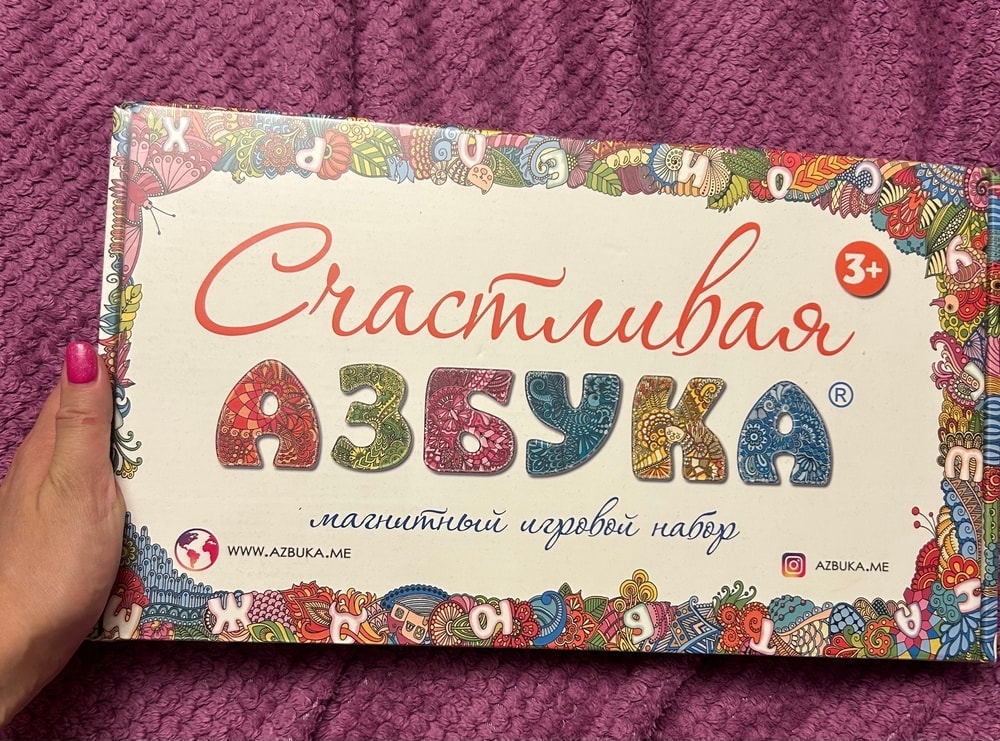 Счастливая
3+
АЗБУКА®
магнитный игровой набор
WWW.AZBUKA.ME
AZBUKA.ME